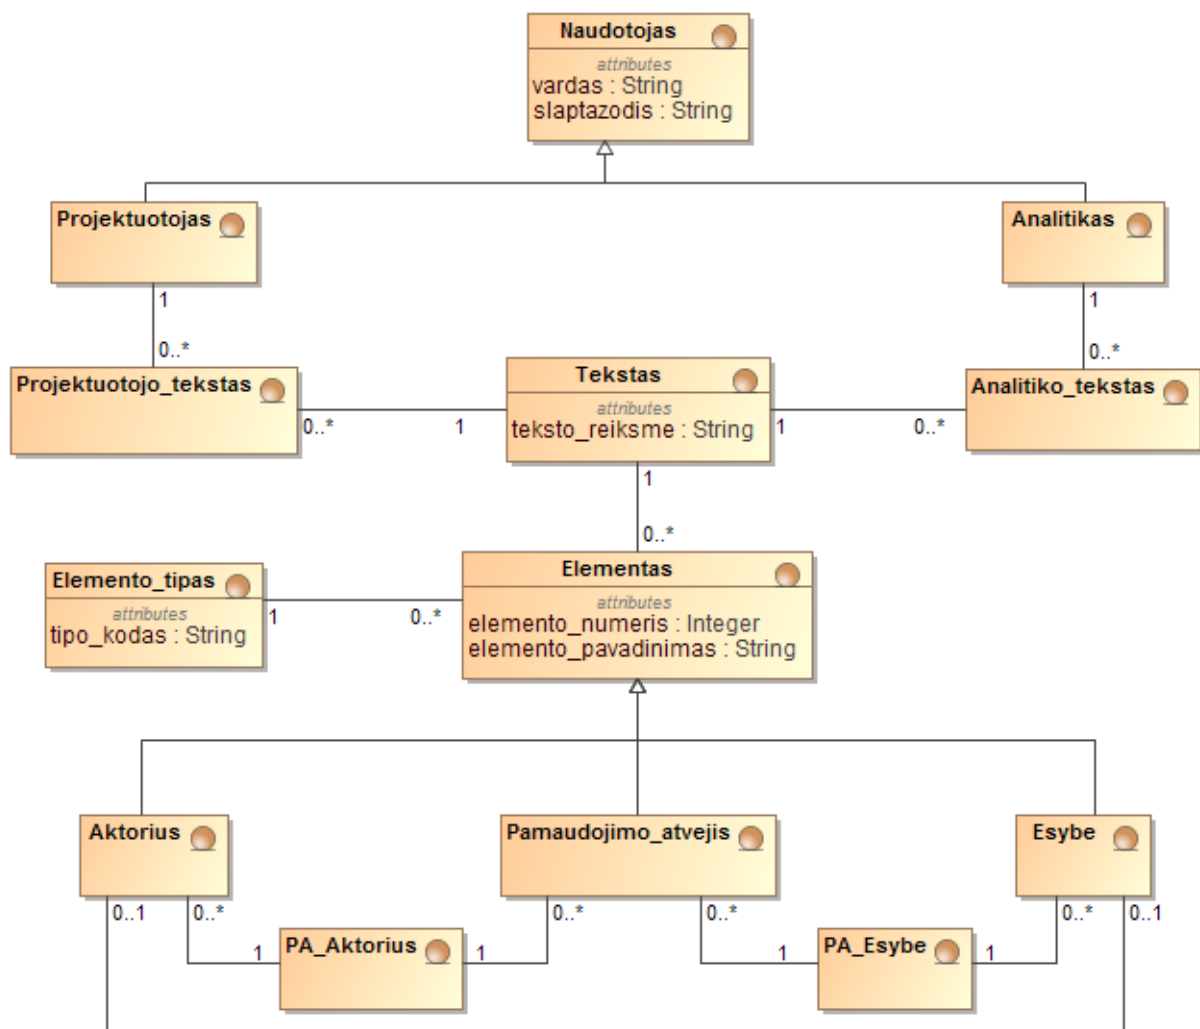 Naudotojas
attributes
vardas : String
slaptazodis : String
Projektuotojas
Analitikas
1
1
0..*
0..*
Projektuotojo_tekstas
Tekstas
attributes
teksto_reiksme : String
Analitiko_tekstas
0..*
1
1
0..*
1
0..*
Elemento_tipas
attributes
tipo_kodas : String
Elementas
attributes
elemento_numeris : Integer
elemento_pavadinimas : String
1
0..*
Aktorius
Pamaudojimo_atvejis
Esybe
0..1
0..*
0..*
0..*
0..*
0..1
1
PA_Aktorius
1
1
PA_Esybe
1